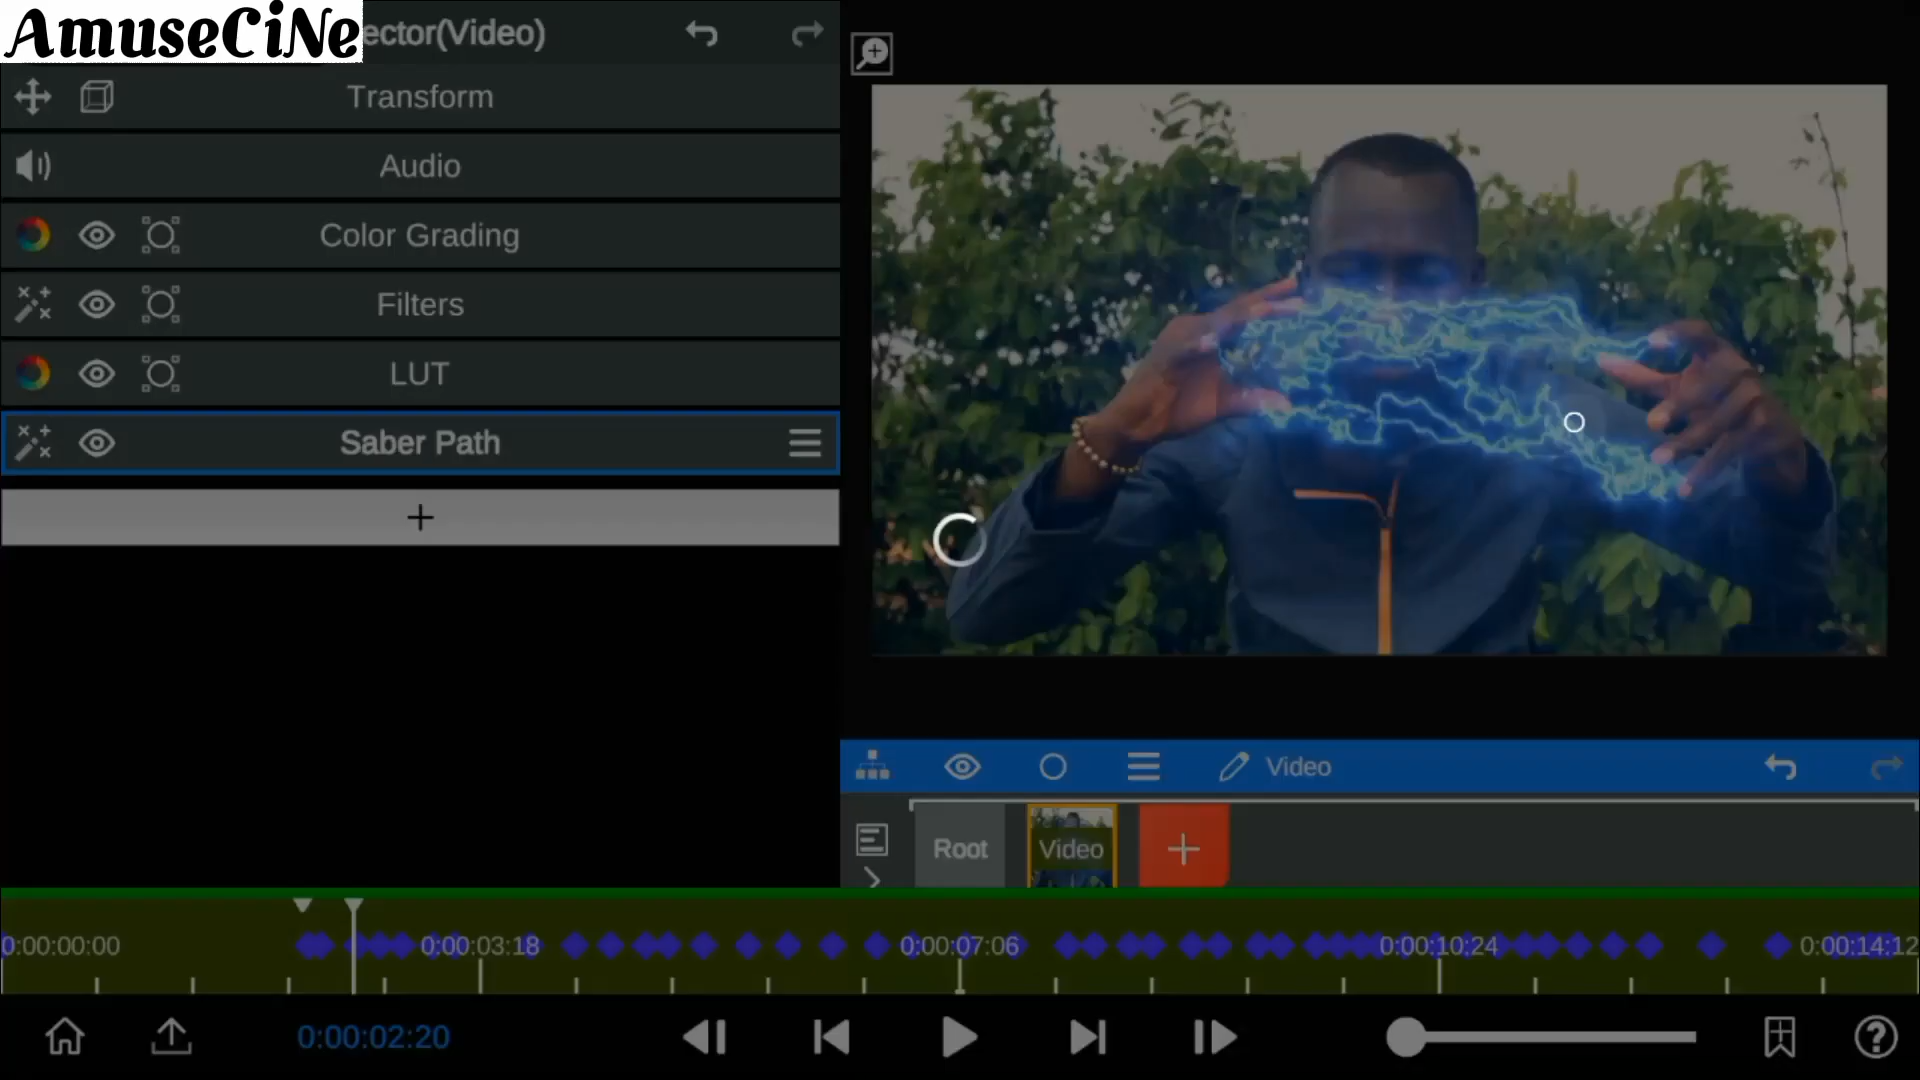 AmuseCiNe
ector(Video)
Transform
Audio
Color Grading
Filters
LUT
Saber Path
+
Video
Root
Video
+
0:00:00:00
0:00:03:18
0:00:07:06
0:00:10:24
0:00:14:12
0:00:02:20